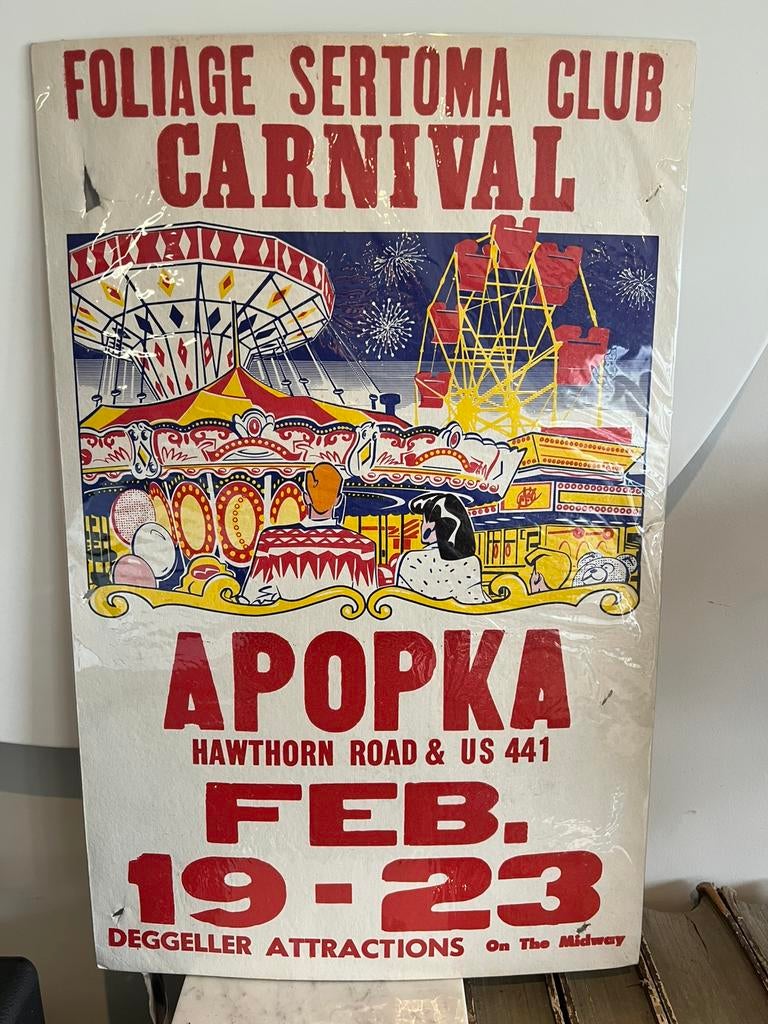 FOLIAGE SERTOMA CLUB
CARNIVAL
APOPKA
HAWTHORN ROAD & US 441
FEB.
19-23
DEGGELLER ATTRACTIONS On The Midway